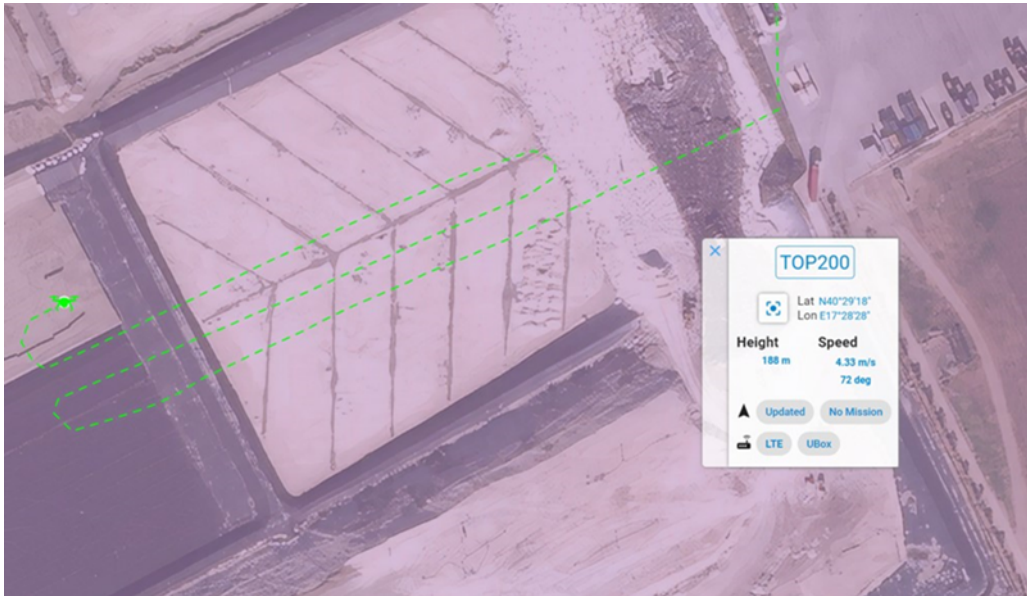 TOP200
Lat N40°29'18"
Lon E17°28'28"
Height Speed
188 m 4.33 m/s
72 deg
Updated No Mission
LTE UBox